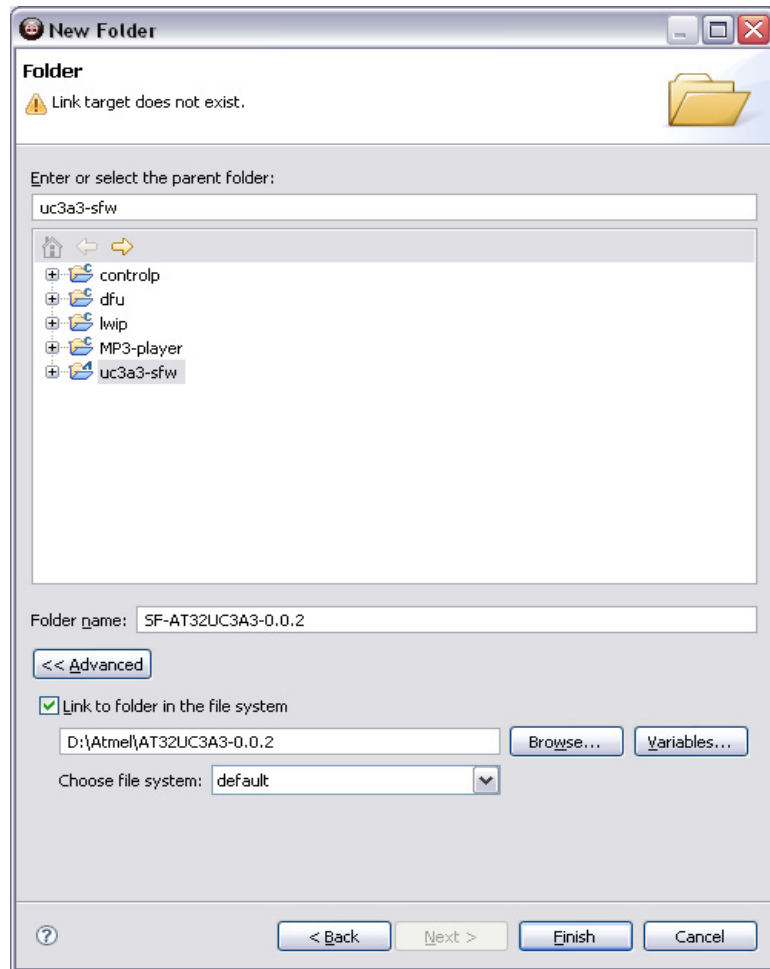 New Folder
Folder
Link target does not exist.
Enter or select the parent folder:
uc3a3-sfw
controlp
dfu
lwip
MP3-player
uc3a3-sfw
Folder name: SF-AT32UC3A3-0.0.2
<< Advanced
Link to folder in the file system
D:\Atmel\AT32UC3A3-0.0.2 Browse... Variables...
Choose file system: default
< Back Next > Finish Cancel